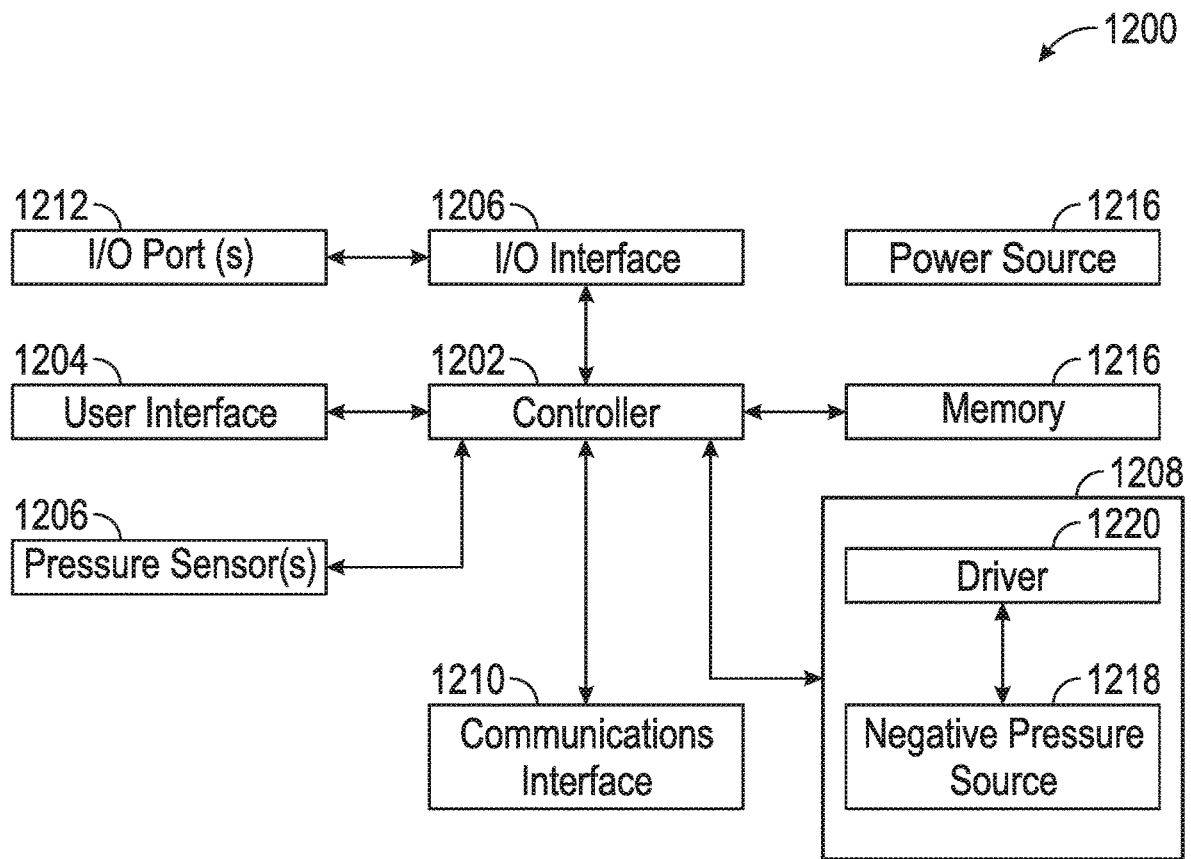 1200
1212
I/O Port (s)
1206
I/O Interface
1216
Power Source
1204
User Interface
1202
Controller
1216
Memory
1206
Pressure Sensor(s)
1208
1220
Driver
1210
Communications
Interface
1218
Negative Pressure
Source